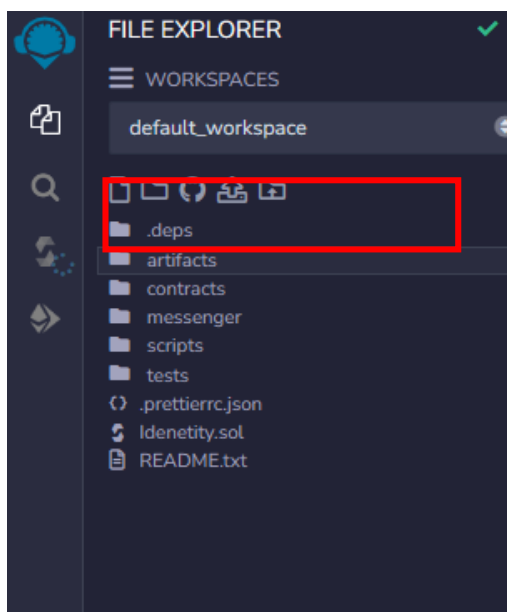 FILE EXPLORER
WORKSPACES
default_workspace
.deps
artifacts
contracts
messenger
scripts
tests
.prettierrc.json
Idenetity.sol
README.txt